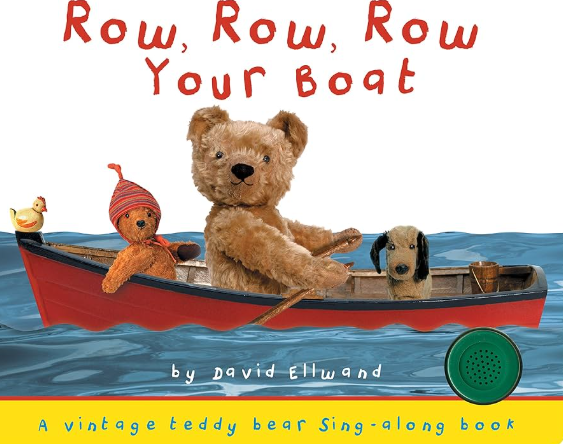 Row, Row, Row
Your Boat
by David Ellwand
A vintage teddy bear Sing-along book